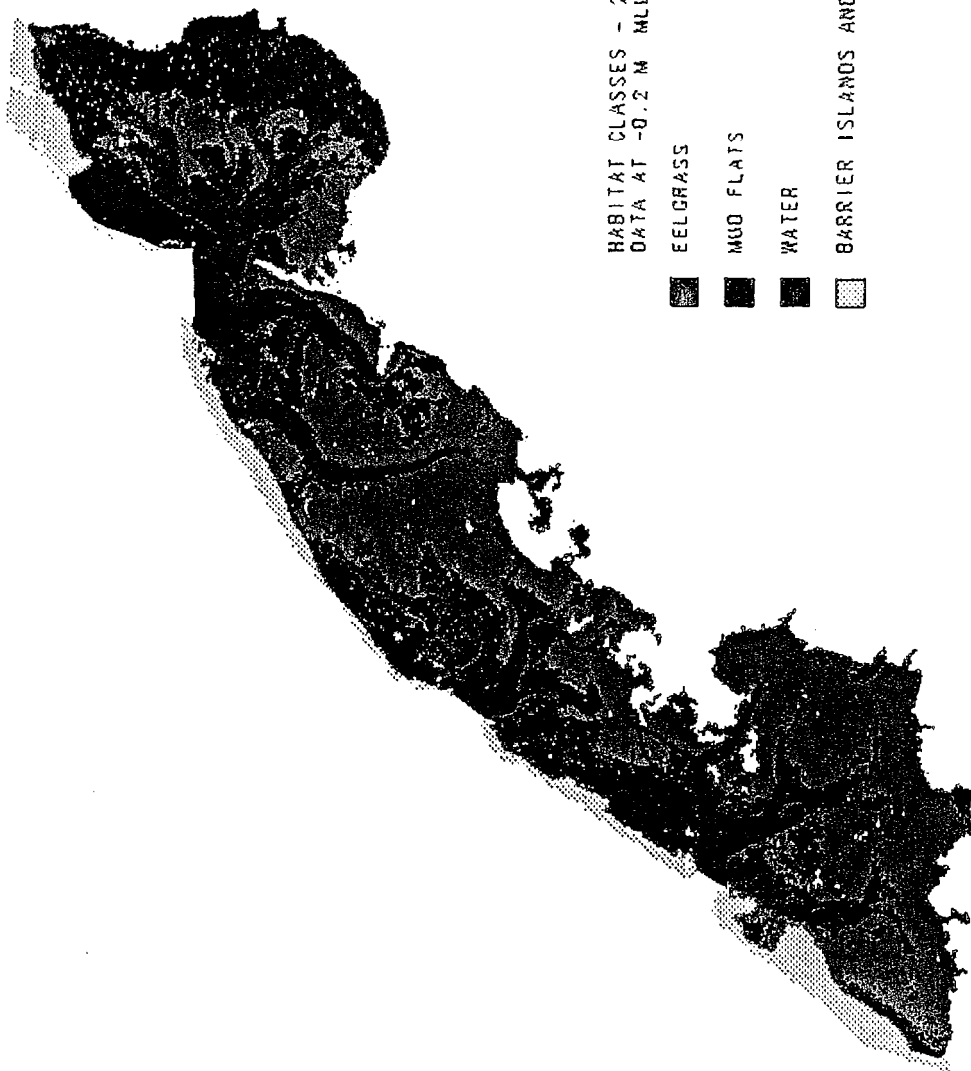 HABITAT CLASSES -
DATA AT -0.2 M
EELGRASS
MUD FLATS
WATER
BARRIER ISLANDS AND